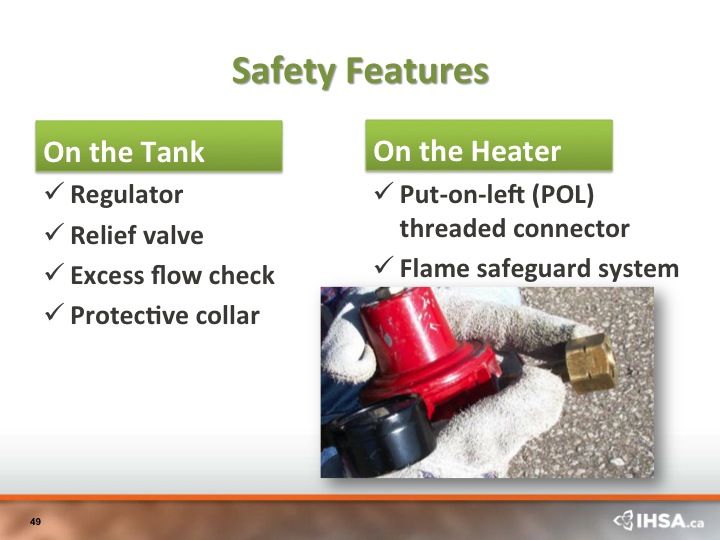 Safety Features
On the Tank
Regulator
Relief valve
Excess flow check
Protective collar
On the Heater
Put-on-left (POL)
threaded connector
Flame safeguard system
49
IHSA.ca